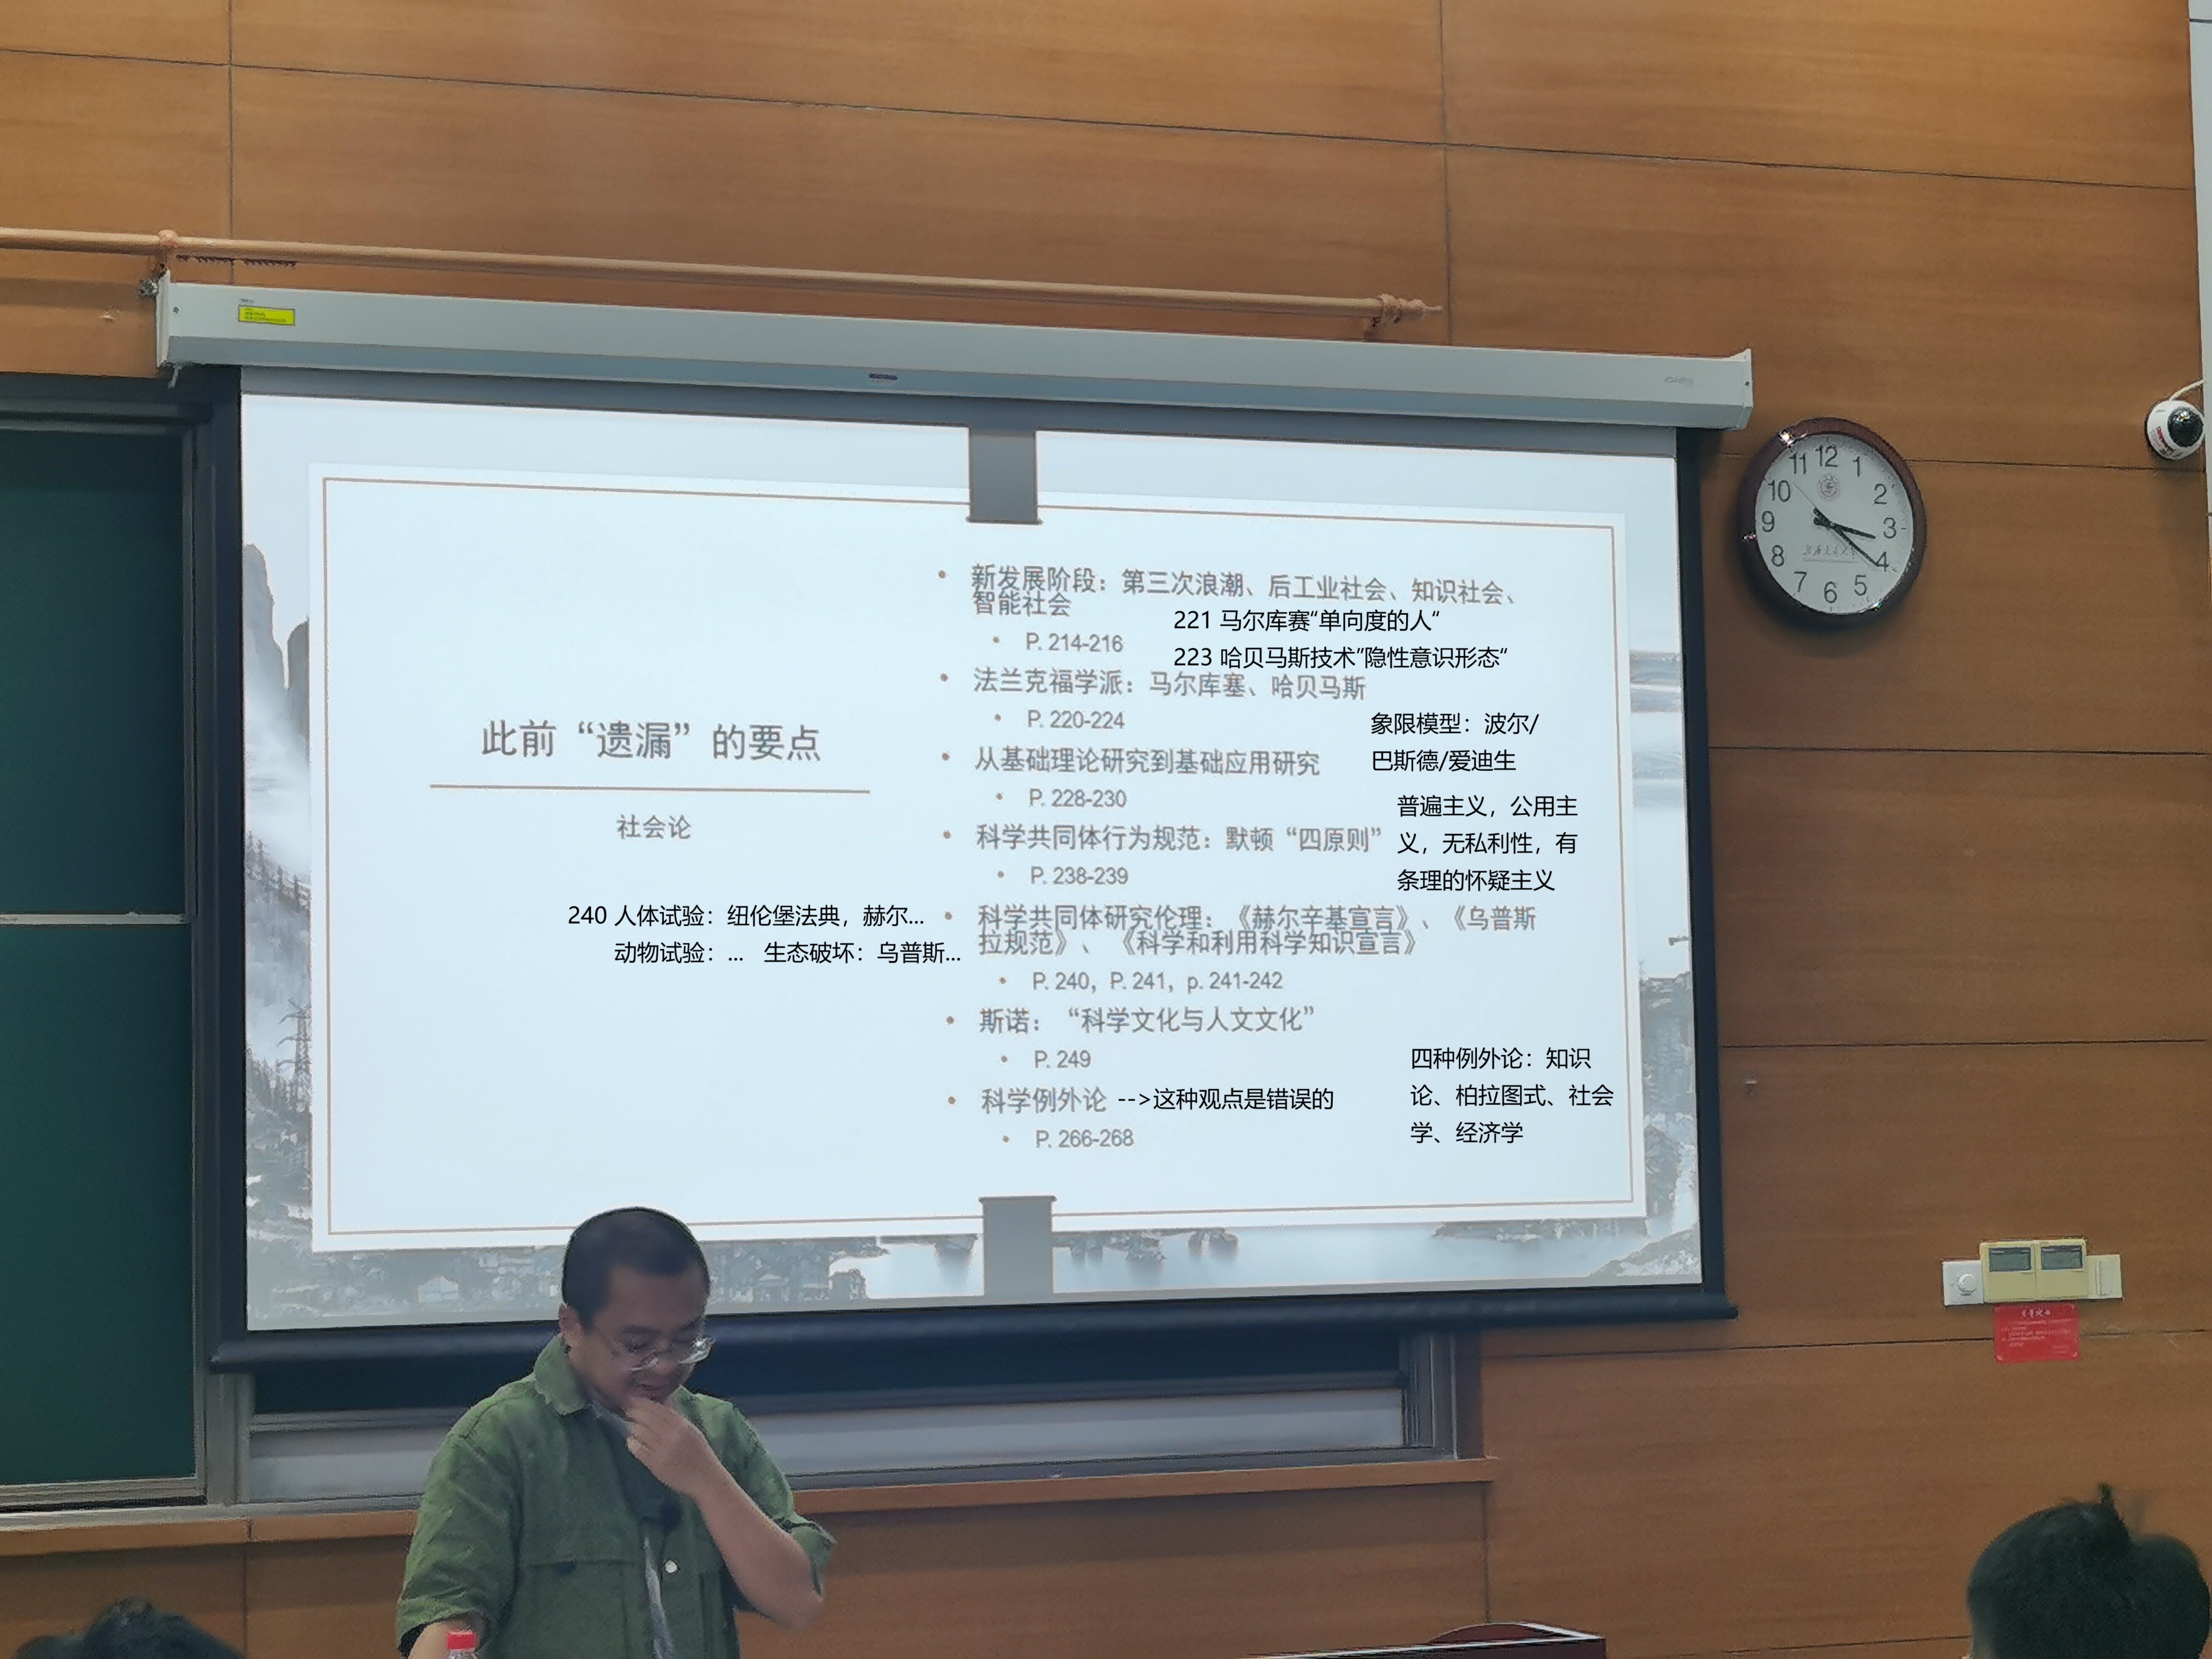 此前“遗漏”的要点
社会论
240 人体试验：纽伦堡法典，赫尔...
动物试验：... 生态破坏：乌普斯...
• 新发展阶段：第三次浪潮、后工业社会、知识社会、
智能社会
• P. 214-216
221 马尔库赛“单向度的人“
223 哈贝马斯技术”隐性意识形态“
• 法兰克福学派：马尔库塞、哈贝马斯
• P. 220-224
• 从基础理论研究到基础应用研究
• P. 228-230
象限模型：波尔/
巴斯德/爱迪生
• 科学共同体行为规范：默顿“四原则”
• P. 238-239
普遍主义，公用主
义，无私利性，有
条理的怀疑主义
• 科学共同体研究伦理：《赫尔辛基宣言》、《乌普斯
拉规范》、《科学和利用科学知识宣言》
• P. 240，P. 241，p. 241-242
• 斯诺：“科学文化与人文文化”
• P. 249
• 科学例外论 -->这种观点是错误的
• P. 266-268
四种例外论：知识
论、柏拉图式、社会
学、经济学
11 12 1
10 2
9 3
8 4
7 6 5